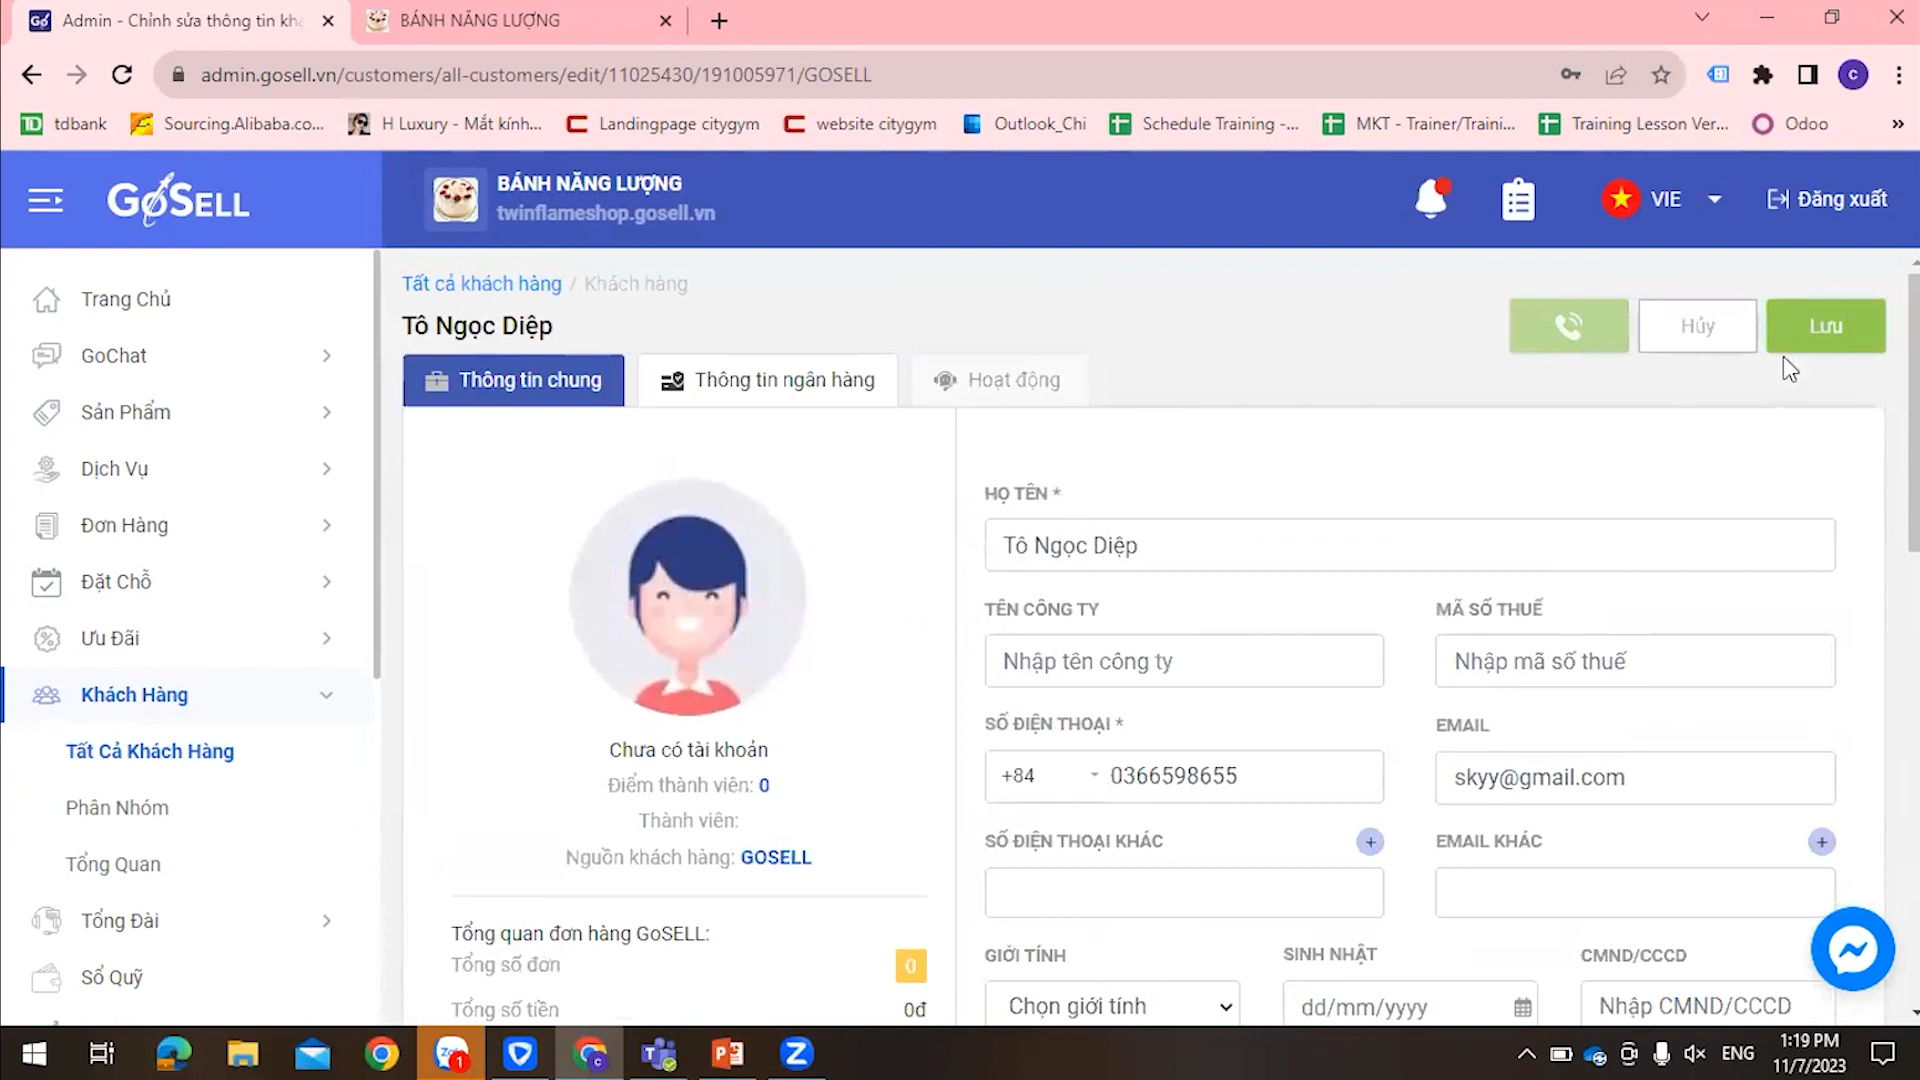 Admin - Chỉnh sửa thông tin khá
BÁNH NĂNG LƯỢNG
admin.gosell.vn/customers/all-customers/edit/11025430/191005971/GOSELL
C
tdbank
Sourcing.Alibaba.co...
H Luxury - Mắt kính...
Landingpage citygym
website citygym
Outlook_Chi
Schedule Training -...
MKT - Trainer/Traini...
Training Lesson Ver...
Odoo
GOSELL
BÁNH NĂNG LƯỢNG
twinflameshop.gosell.vn
VIE
Đăng xuất
Trang Chủ
GoChat
Sản Phẩm
Dịch Vụ
Đơn Hàng
Đặt Chỗ
Ưu Đãi
Khách Hàng
Tất Cả Khách Hàng
Phân Nhóm
Tổng Quan
Tổng Đài
Sổ Quỹ
Tất cả khách hàng / Khách hàng
Tô Ngọc Diệp
Hủy
Lưu
Thông tin chung
Thông tin ngân hàng
Hoạt động
Chưa có tài khoản
Điểm thành viên: 0
Thành viên:
Nguồn khách hàng: GOSELL
Tổng quan đơn hàng GoSELL:
Tổng số đơn
0
Tổng số tiền
0đ
HỌ TÊN *
Tô Ngọc Diệp
TÊN CÔNG TY
MÃ SỐ THUẾ
Nhập tên công ty
Nhập mã số thuế
SỐ ĐIỆN THOẠI *
EMAIL
+84
0366598655
skyy@gmail.com
SỐ ĐIỆN THOẠI KHÁC
EMAIL KHÁC
GIỚI TÍNH
SINH NHẬT
CMND/CCCD
Chọn giới tính
dd/mm/yyyy
Nhập CMND/CCCD
ENG
1:19 PM
11/7/2023